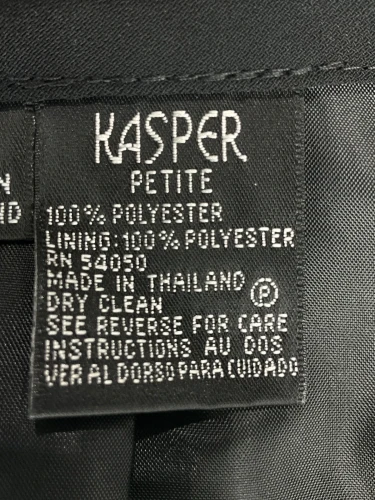 KASPER
PETITE
100% POLYESTER
LINING: 100% POLYESTER
RN 54050
MADE IN THAILAND
DRY CLEAN
P
SEE REVERSE FOR CARE
INSTRUCTIONS AU DOS
VER AL DORSO PARA CUIDADO